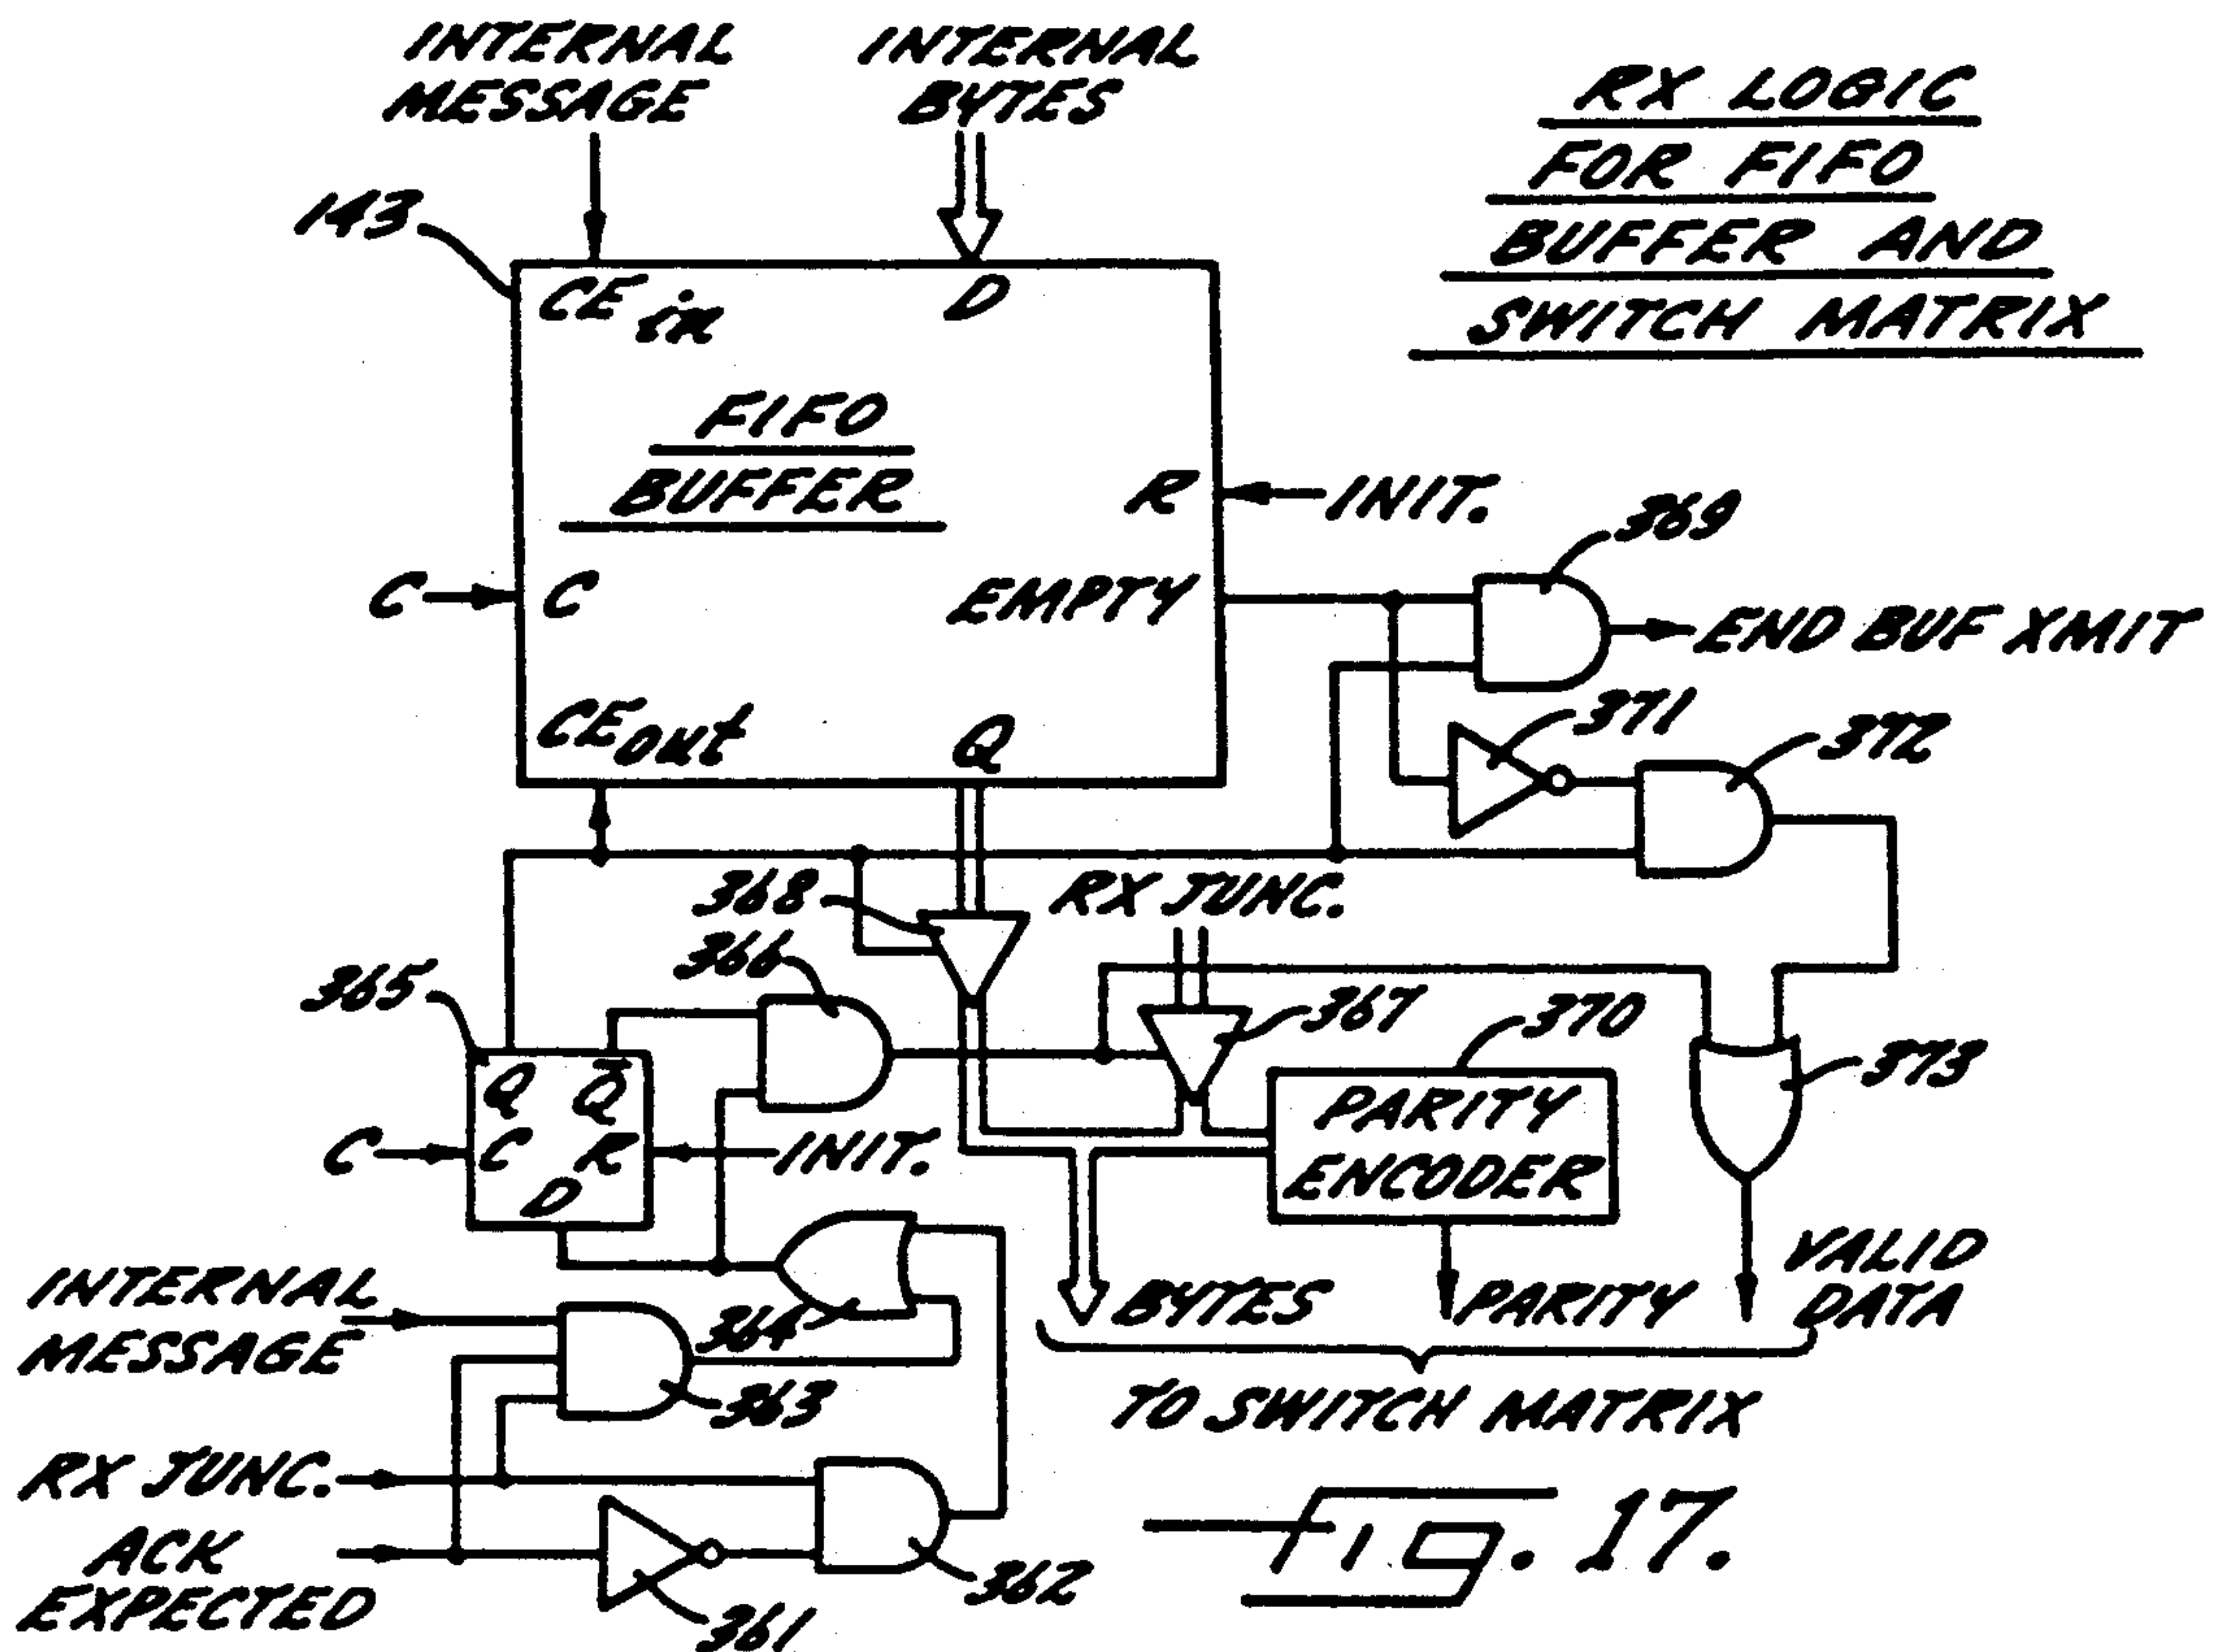 INTERNAL
MESSAGE
INTERNAL
BYTES
RX LOGIC
FOR FIFO
BUFFER AND
SWITCH MATRIX
143
CE in
D
FIFO
BUFFER
R
INIT.
369
C
C
EMPTY
END BUF XMIT
CE out
Q
371
372
368
RX JUNC.
366
365
367
370
373
Q
Q̅
C
C
R
INIT.
D
PARITY
ENCODER
INTERNAL
MESSAGE
364
BYTES
PARITY
VALID
DATA
363
TO SWITCH MATRIX
RX JUNC.
ACK
EXPECTED
361
362
Fig. 17.